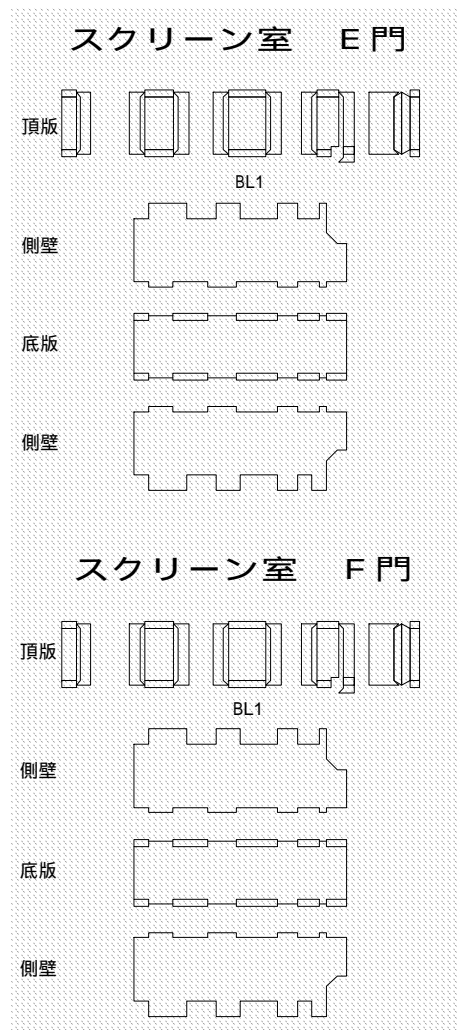 スクリーン室　E門
頂版
BL1
側壁
底版
側壁
スクリーン室　F門
頂版
BL1
側壁
底版
側壁